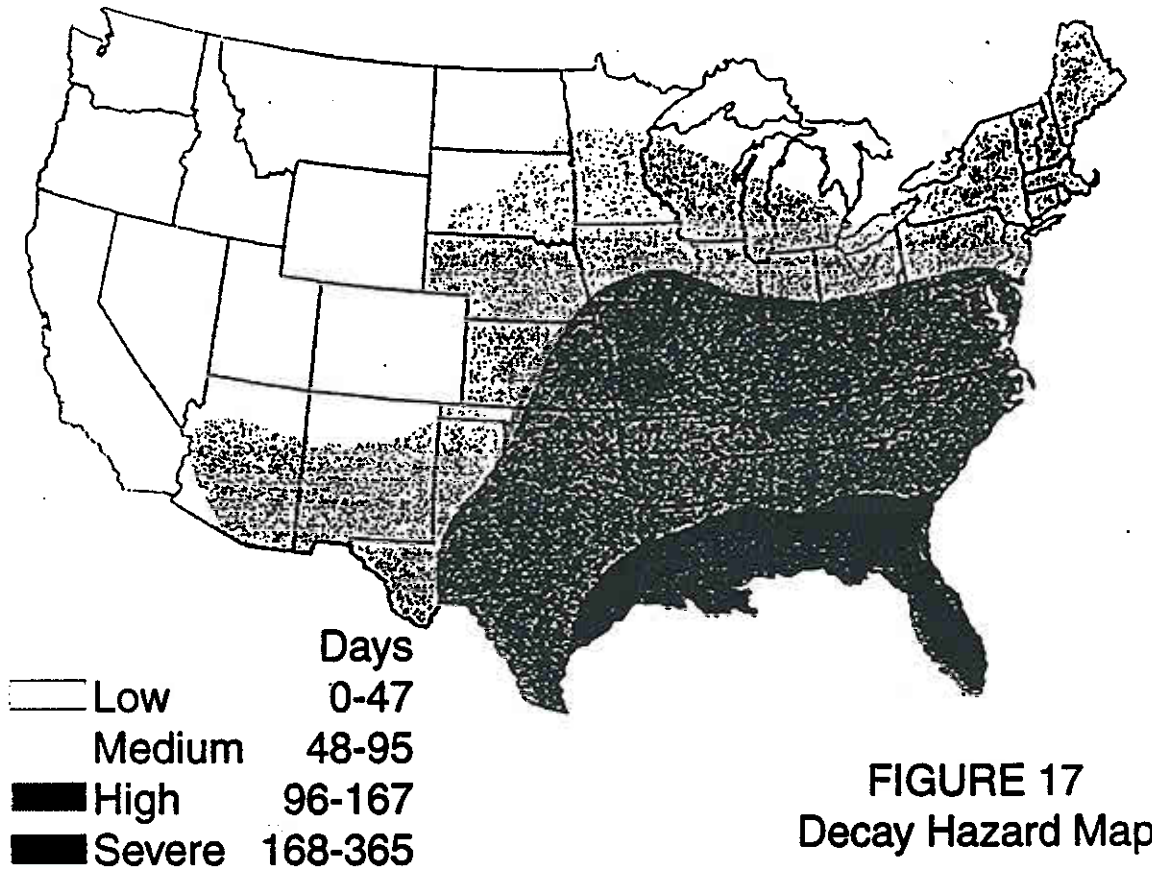 Days
Low 0-47
Medium 48-95
High 96-167
Severe 168-365
FIGURE 17
Decay Hazard Map